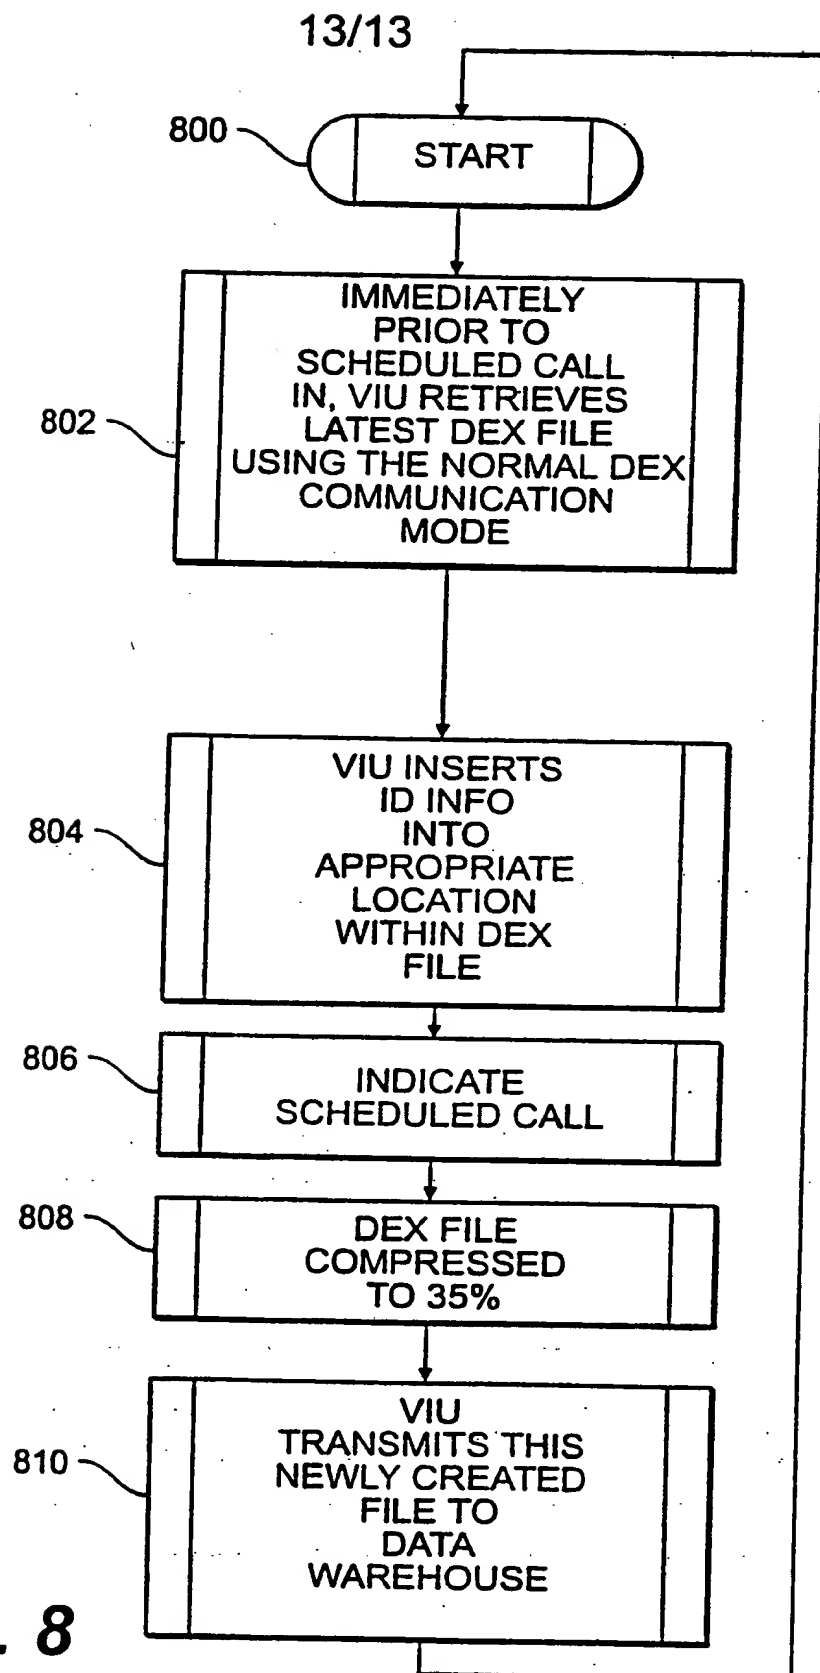 13/13
800
START
802
IMMEDIATELY
PRIOR TO
SCHEDULED CALL
IN, VIU RETRIEVES
LATEST DEX FILE
USING THE NORMAL DEX
COMMUNICATION
MODE
804
VIU INSERTS
ID INFO
INTO
APPROPRIATE
LOCATION
WITHIN DEX
FILE
806
INDICATE
SCHEDULED CALL
808
DEX FILE
COMPRESSED
TO 35%
810
VIU
TRANSMITS THIS
NEWLY CREATED
FILE TO
DATA
WAREHOUSE
. 8